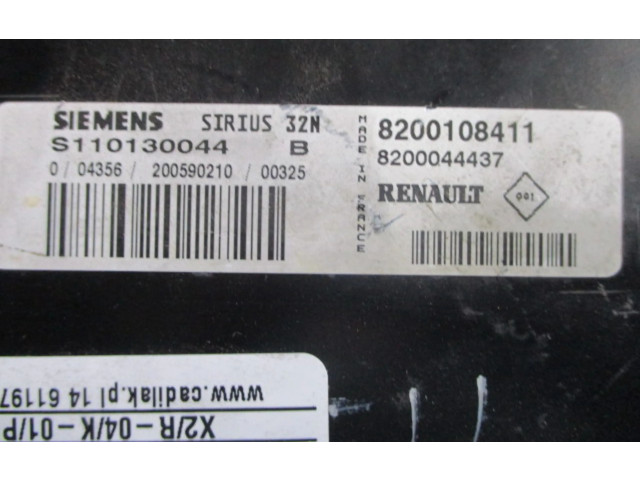 SIEMENS SIRIUS 32N
S110130044 B
0 / 04356 / 200590210 / 00325
MADE IN FRANCE
8200108411
8200044437
RENAULT 001
www.cadilak.pl 14 61197
X2/R-04/K-01/P